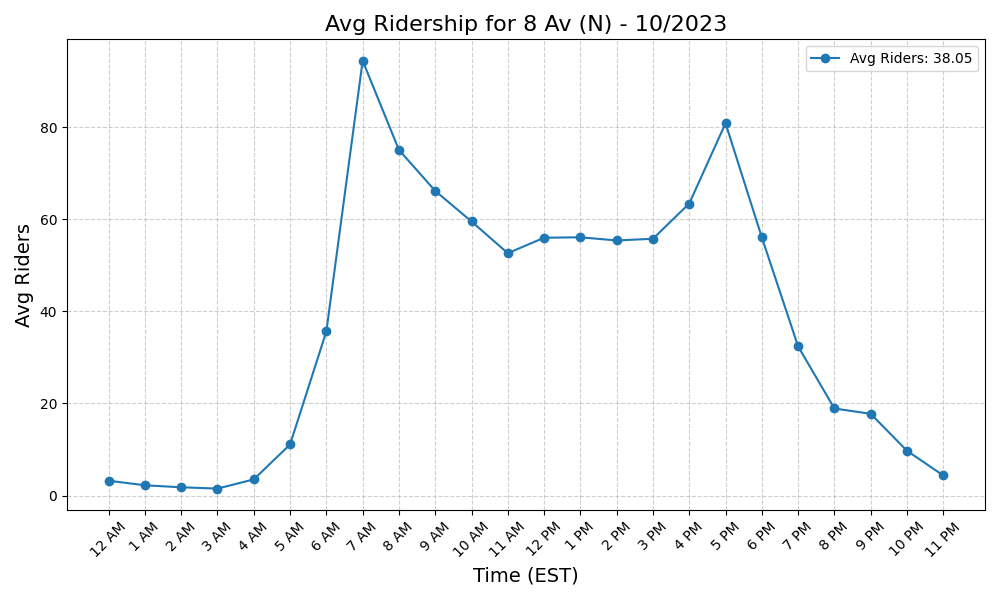 Avg Ridership for 8 Av (N) - 10/2023
Avg Riders: 38.05
Avg Riders
80
60
40
20
0
12 AM
1 AM
2 AM
3 AM
4 AM
5 AM
6 AM
7 AM
8 AM
9 AM
10 AM
11 AM
12 PM
1 PM
2 PM
3 PM
4 PM
5 PM
6 PM
7 PM
8 PM
9 PM
10 PM
11 PM
Time (EST)